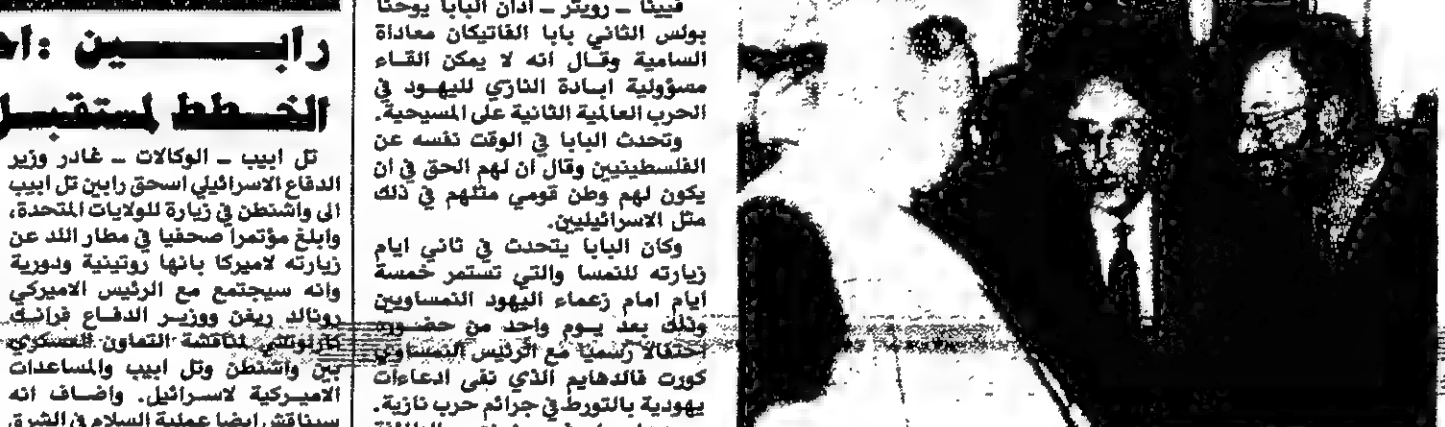 فيينا _ رويتر _ ادان البابا يوحنا
بولس الثاني بابا الفاتيكان معاداة
السامية وقال انه لا يمكن القاء
مسؤولية ابادة النازي لليهود في
الحرب العالمية الثانية على المسيحية.
وتحدث البابا في الوقت نفسه عن
الفلسطينيين وقال ان لهم الحق في ان
يكون لهم وطن قومي مثلهم في ذلك
مثل الاسرائيليين.
وكان البابا يتحدث في ثاني ايام
زيارته للنمسا والتي تستمر خمسة
ايام امام زعماء اليهود النمساويين
وذلك بعد يوم واحد من حضوره
احتفالا رسميا مع الرئيس النمساوي
كورت فالدهايم الذي نفى ادعاءات
يهودية بالتورط في جرائم حرب نازية.
رابين :
الخطط لمستقبل
تل ابيب _ الوكالات _ غادر وزير
الدفاع الاسرائيلي اسحق رابين تل ابيب
الى واشنطن في زيارة للولايات المتحدة،
وابلغ مؤتمرا صحفيا في مطار اللد عن
زيارته لاميركا بانها روتينية ودورية
وانه سيجتمع مع الرئيس الاميركي
رونالد ريغن ووزير الدفاع فرانك
كارلوتشي لمناقشة التعاون العسكري
بين واشنطن وتل ابيب والمساعدات
الاميركية لاسرائيل. واضاف انه
سيناقش ايضا عملية السلام في الشرق